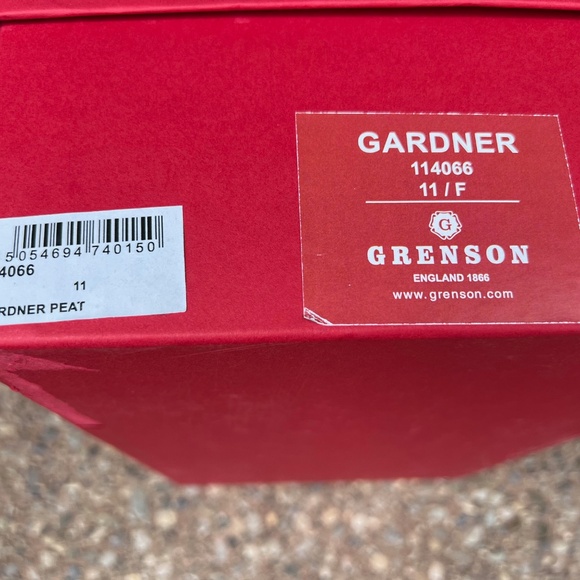 GARDNER
114066
11 / F
G
GRENSON
ENGLAND 1866
www.grenson.com
5 054694 740150
4066
11
RDNER PEAT